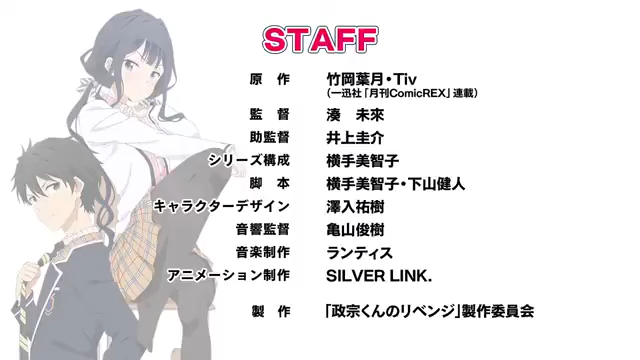 STAFF
原　作　竹岡葉月・Tiv
（一迅社「月刊ComicREX」連載）
監　督　湊　未來
助監督　井上圭介
シリーズ構成　横手美智子
脚　本　横手美智子・下山健人
キャラクターデザイン　澤入祐樹
音響監督　亀山俊樹
音楽制作　ランティス
アニメーション制作　SILVER LINK.
製　作　「政宗くんのリベンジ」製作委員会